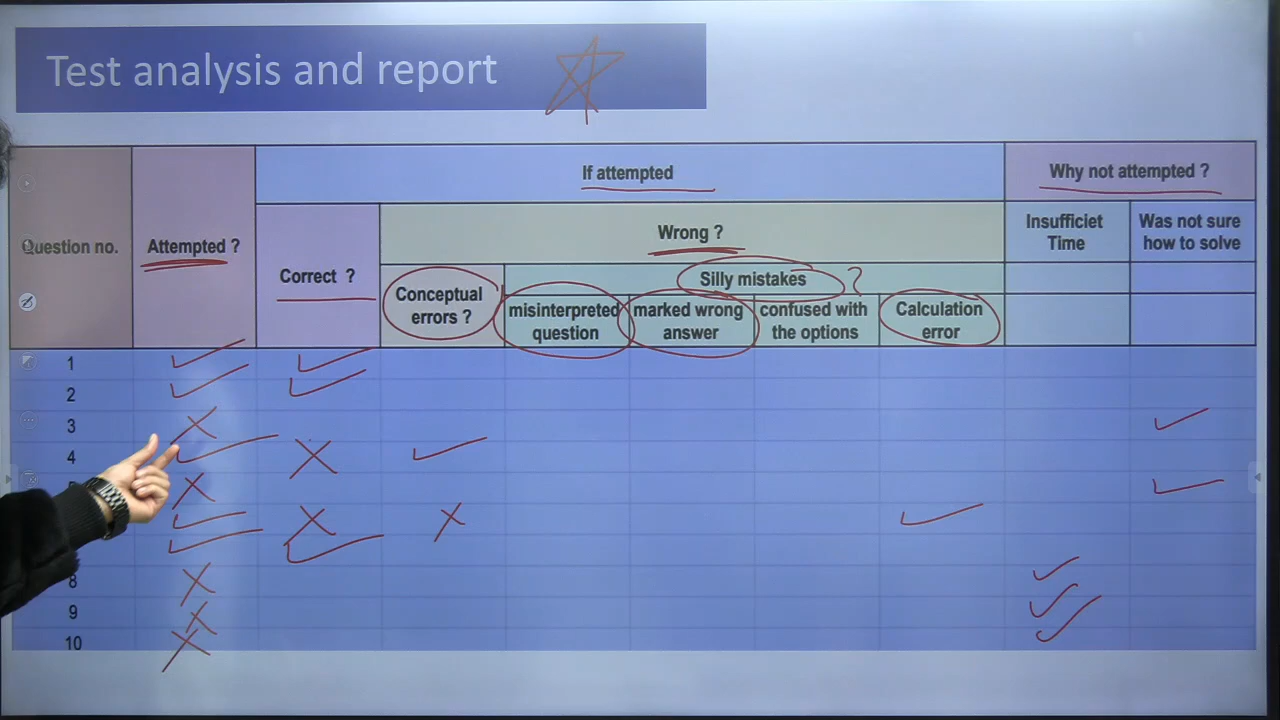 Test analysis and report
If attempted
Why not attempted ?
Question no.
Attempted ?
Correct ?
Wrong ?
Insufficiet
Time
Was not sure
how to solve
Conceptual
errors ?
Silly mistakes ?
misinterpreted
question
marked wrong
answer
confused with
the options
Calculation
error
1
2
3
4
8
9
10